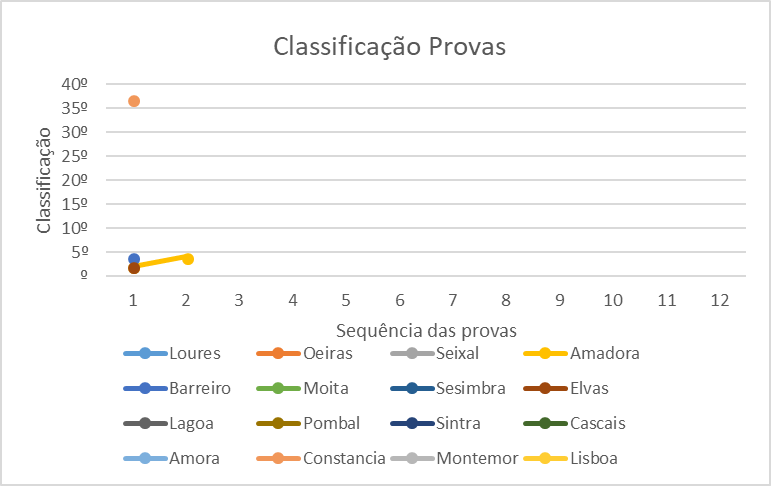 Classificação Provas
40º
35º
30º
25º
20º
15º
10º
5º
º
Classificação
1 2 3 4 5 6 7 8 9 10 11 12
Sequência das provas
Loures Oeiras Seixal Amadora
Barreiro Moita Sesimbra Elvas
Lagoa Pombal Sintra Cascais
Amora Constancia Montemor Lisboa